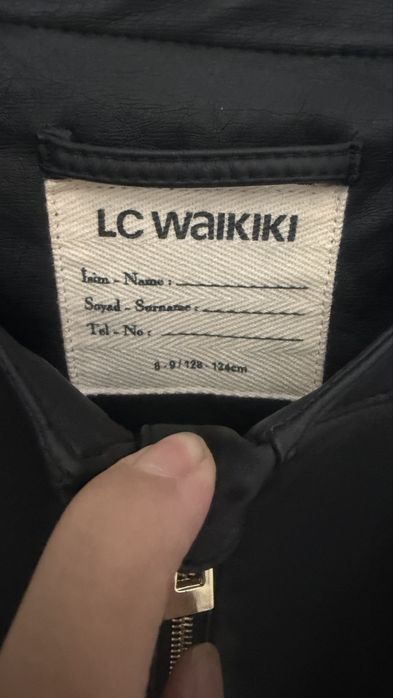 LC WAIKIKI
İsim - Name :
Soyad - Surname :
Tel - No :
8 - 9 / 128 - 134cm